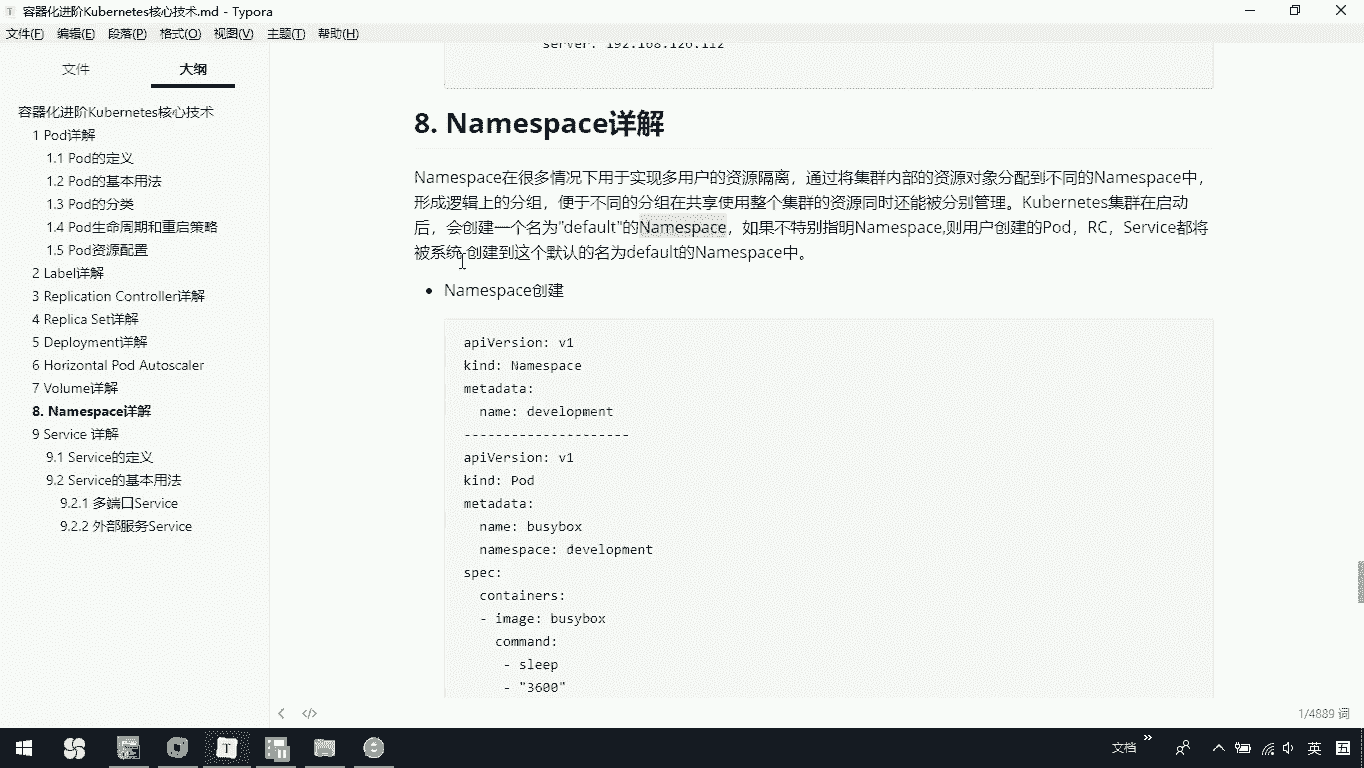 容器化进阶Kubernetes核心技术.md - Typora
文件(F) 编辑(E) 段落(P) 格式(O) 视图(V) 主题(T) 帮助(H)
文件 大纲
容器化进阶Kubernetes核心技术
1 Pod详解
1.1 Pod的定义
1.2 Pod的基本用法
1.3 Pod的分类
1.4 Pod生命周期和重启策略
1.5 Pod资源配置
2 Label详解
3 Replication Controller详解
4 Replica Set详解
5 Deployment详解
6 Horizontal Pod Autoscaler
7 Volume详解
8. Namespace详解
9 Service 详解
9.1 Service的定义
9.2 Service的基本用法
9.2.1 多端口Service
9.2.2 外部服务Service
server: 192.168.126.112
8. Namespace详解
Namespace在很多情况下用于实现多用户的资源隔离，通过将集群内部的资源对象分配到不同的Namespace中，
形成逻辑上的分组，便于不同的分组在共享使用整个集群的资源同时还能被分别管理。Kubernetes集群在启动
后，会创建一个名为"default"的Namespace，如果不特别指明Namespace,则用户创建的Pod，RC，Service都将
被系统 创建到这个默认的名为default的Namespace中。
Namespace创建
apiVersion: v1
kind: Namespace
metadata:
name: development
---------------------
apiVersion: v1
kind: Pod
metadata:
name: busybox
namespace: development
spec:
containers:
- image: busybox
command:
- sleep
- "3600"
1/4889 词
文档 英